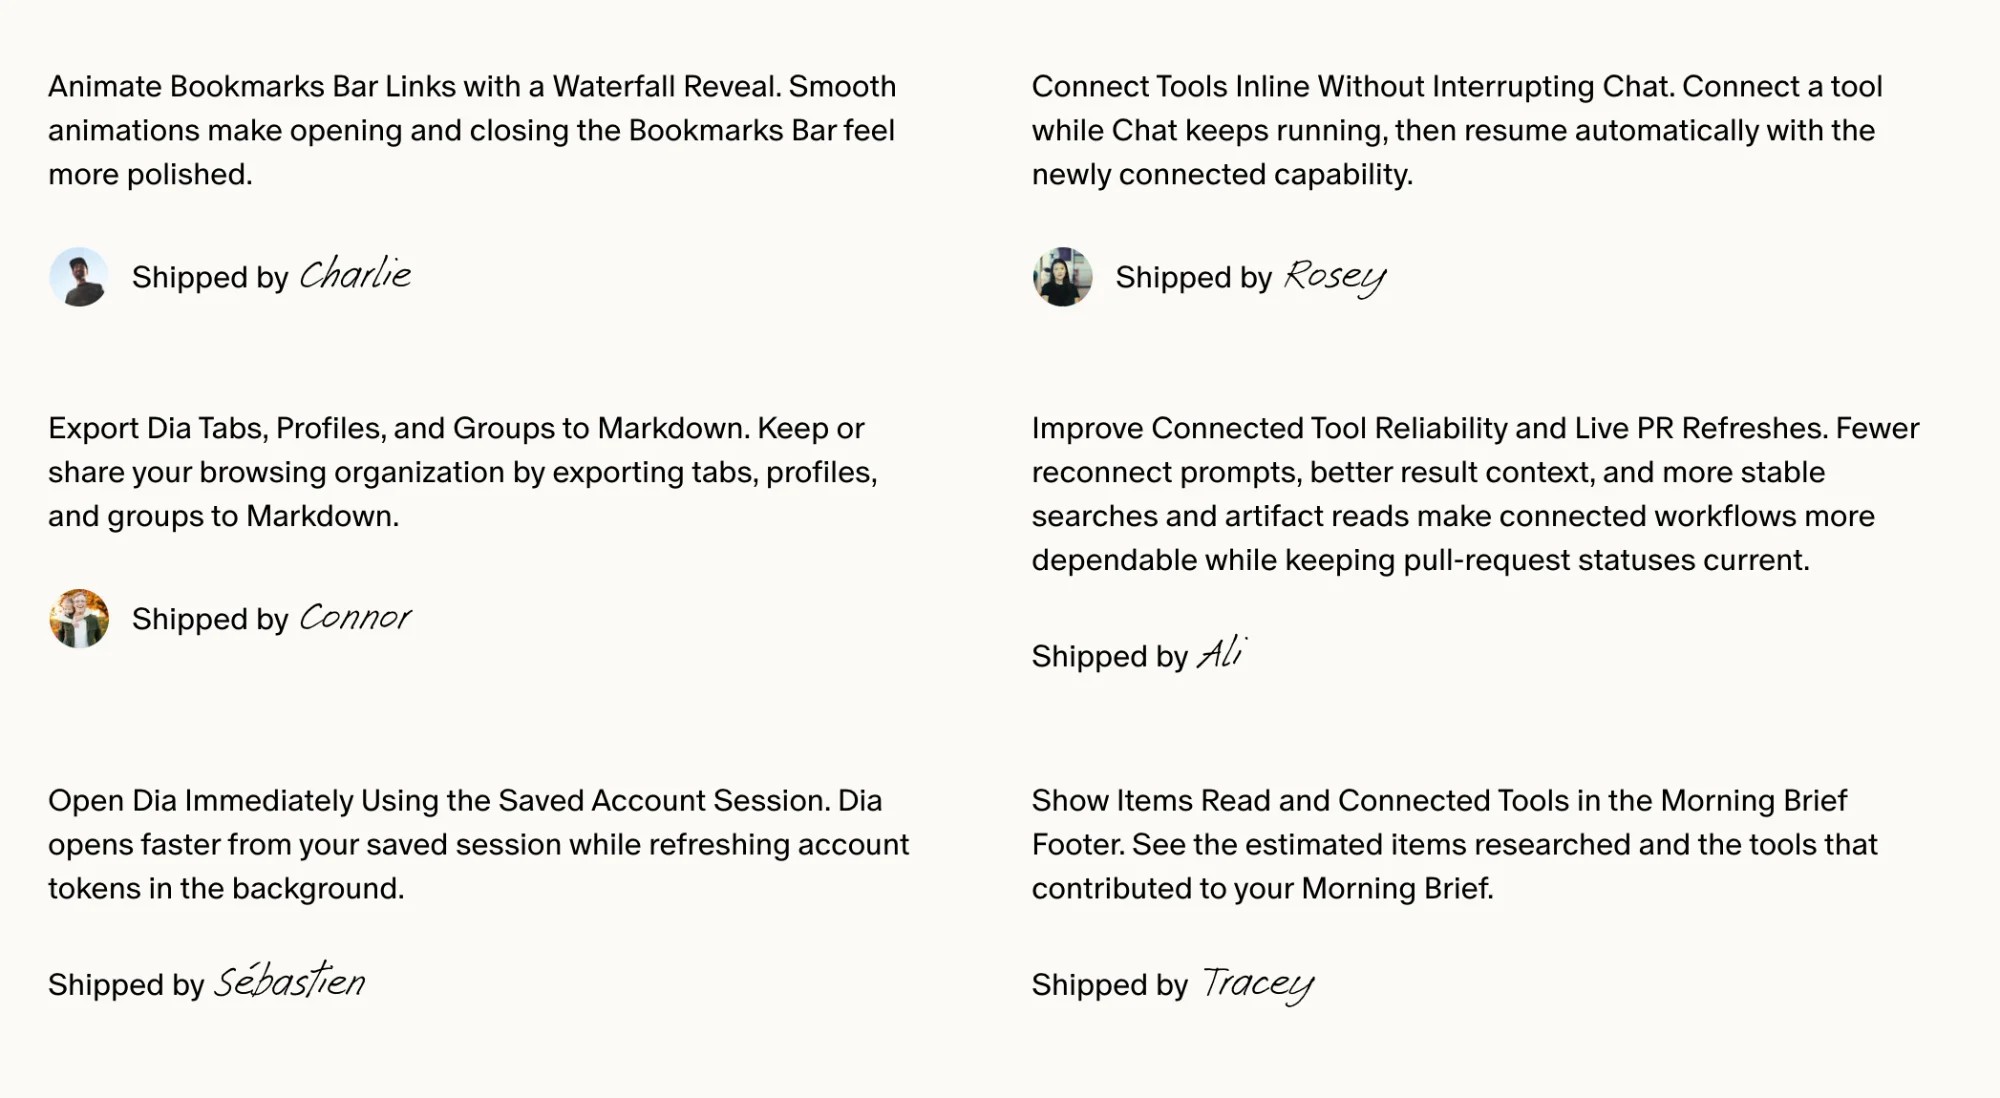 Animate Bookmarks Bar Links with a Waterfall Reveal. Smooth
animations make opening and closing the Bookmarks Bar feel
more polished.
Shipped by Charlie
Connect Tools Inline Without Interrupting Chat. Connect a tool
while Chat keeps running, then resume automatically with the
newly connected capability.
Shipped by Rosey
Export Dia Tabs, Profiles, and Groups to Markdown. Keep or
share your browsing organization by exporting tabs, profiles,
and groups to Markdown.
Shipped by Connor
Improve Connected Tool Reliability and Live PR Refreshes. Fewer
reconnect prompts, better result context, and more stable
searches and artifact reads make connected workflows more
dependable while keeping pull-request statuses current.
Shipped by Ali
Open Dia Immediately Using the Saved Account Session. Dia
opens faster from your saved session while refreshing account
tokens in the background.
Shipped by Sébastien
Show Items Read and Connected Tools in the Morning Brief
Footer. See the estimated items researched and the tools that
contributed to your Morning Brief.
Shipped by Tracey